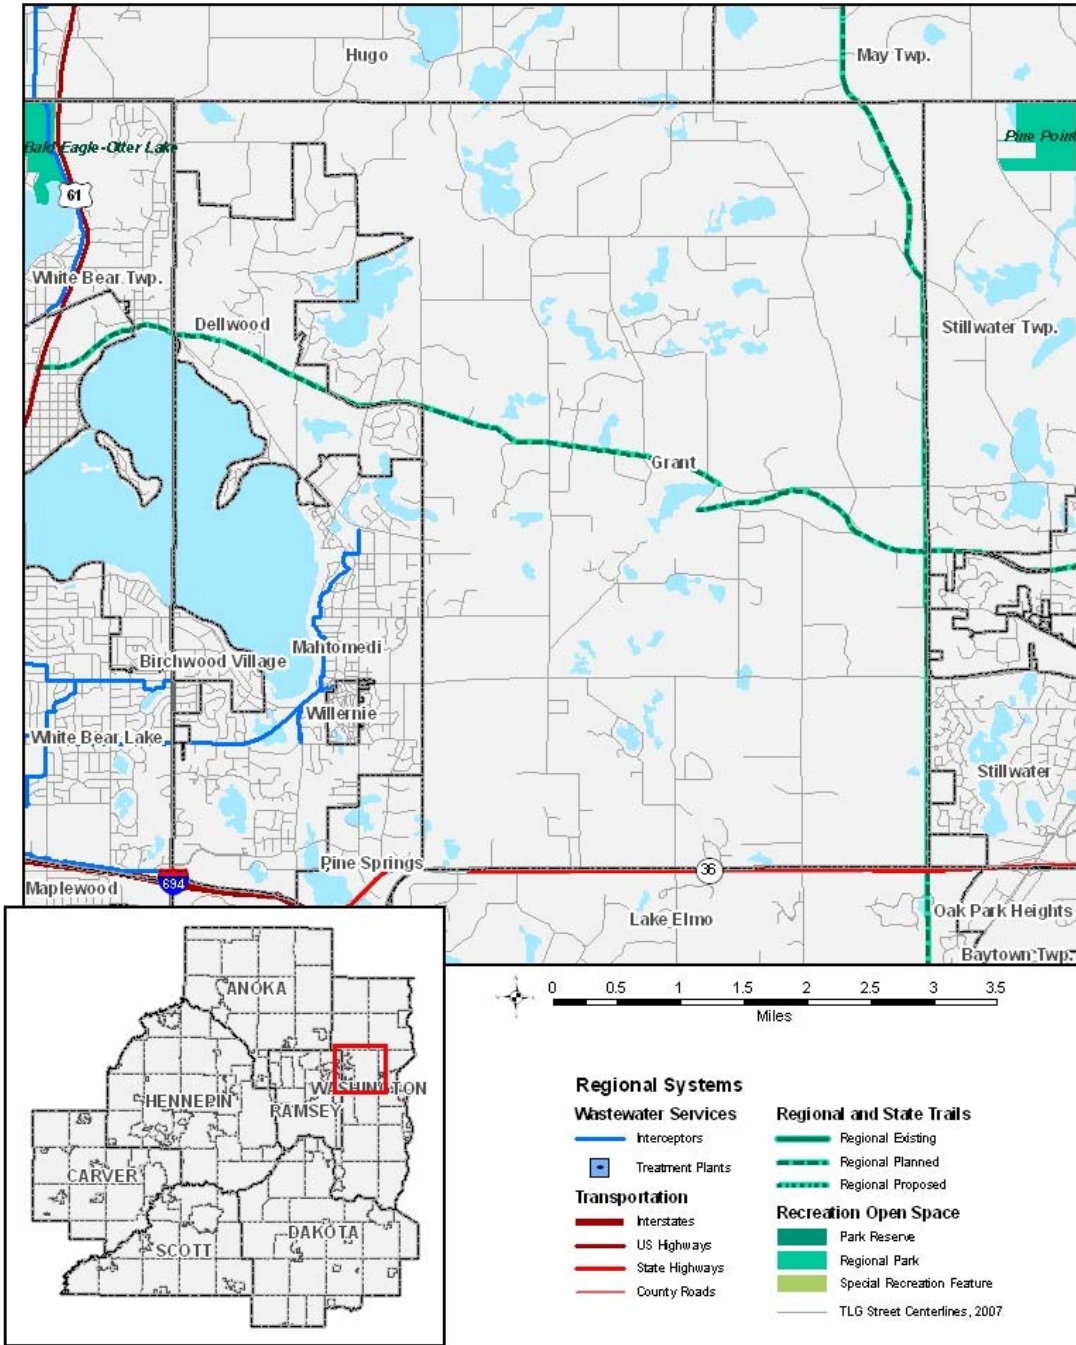 Hugo
May Twp.
Bald Eagle-Otter Lake
Pine Point
61
White Bear Twp.
Dellwood
Stillwater Twp.
Grant
Mahtomedi
Birchwood Village
Willernie
White Bear Lake
Stillwater
Pine Springs
36
694
Maplewood
Lake Elmo
Oak Park Heights
Baytown Twp.
0 0.5 1 1.5 2 2.5 3 3.5
Miles
ANOKA
WASHINGTON
HENNEPIN
RAMSEY
CARVER
DAKOTA
SCOTT
Regional Systems
Wastewater Services
Interceptors
Treatment Plants
Transportation
Interstates
US Highways
State Highways
County Roads
Regional and State Trails
Regional Existing
Regional Planned
Regional Proposed
Recreation Open Space
Park Reserve
Regional Park
Special Recreation Feature
TLG Street Centerlines, 2007